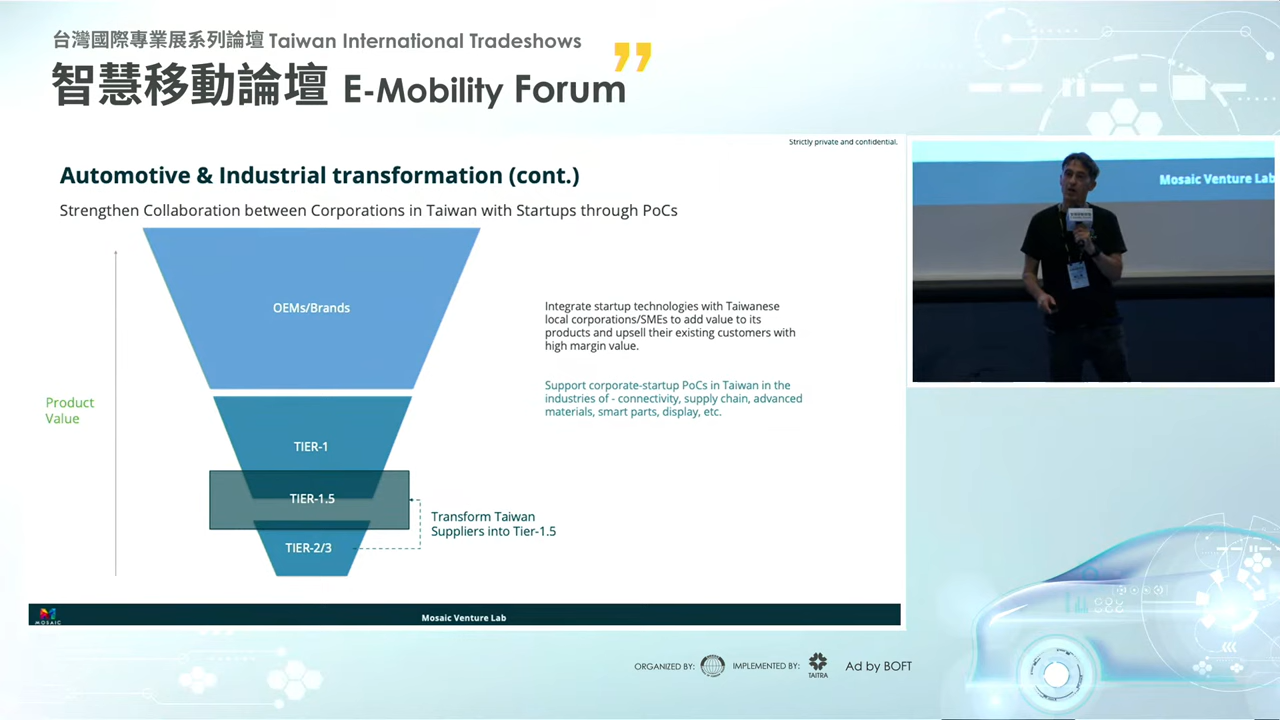 台灣國際專業展系列論壇 Taiwan International Tradeshows
智慧移動論壇 E-Mobility Forum
Strictly private and confidential.
Automotive & Industrial transformation (cont.)
Strengthen Collaboration between Corporations in Taiwan with Startups through PoCs
OEMs/Brands
Integrate startup technologies with Taiwanese
local corporations/SMEs to add value to its
products and upsell their existing customers with
high margin value.
Support corporate-startup PoCs in Taiwan in the
industries of - connectivity, supply chain, advanced
materials, smart parts, display, etc.
Product
Value
TIER-1
TIER-1.5
TIER-2/3
Transform Taiwan
Suppliers into Tier-1.5
MOSAIC
Mosaic Venture Lab
Mosaic Venture Lab
ORGANIZED BY:
IMPLEMENTED BY:
TAITRA
Ad by BOFT